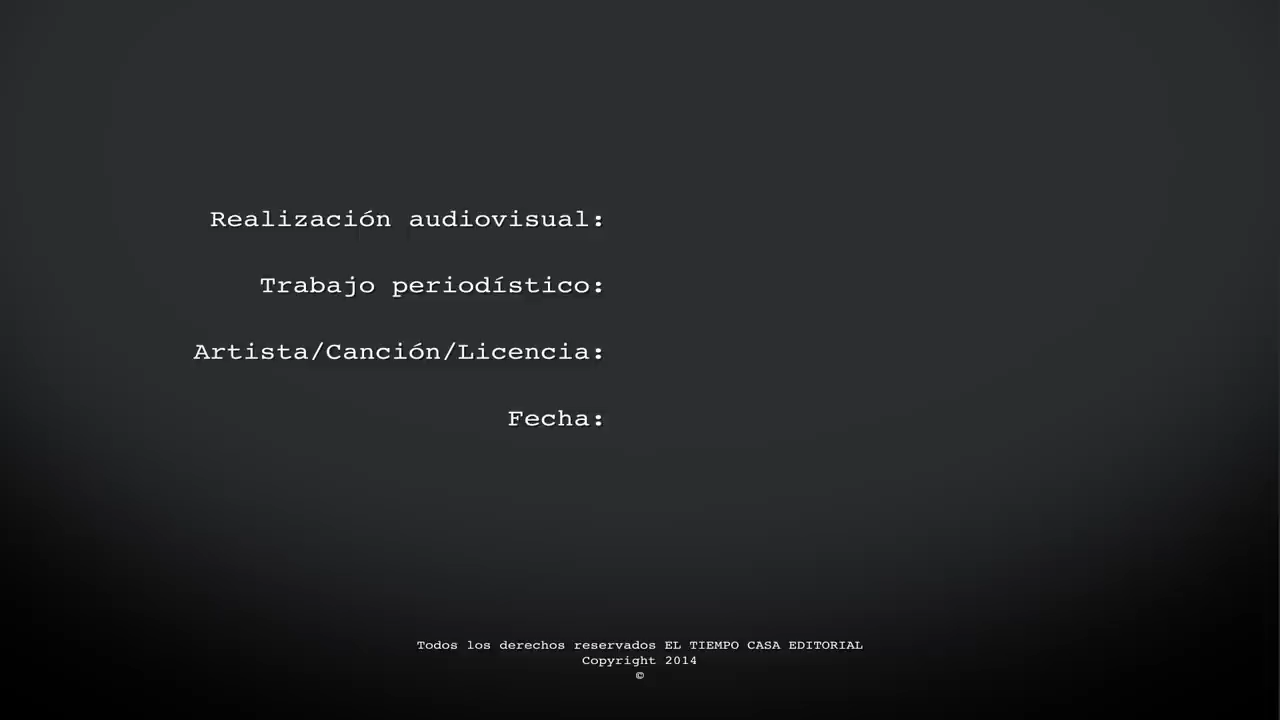 Realización audiovisual:
Trabajo periodístico:
Artista/Canción/Licencia:
Fecha:
Todos los derechos reservados EL TIEMPO CASA EDITORIAL
Copyright 2014
©